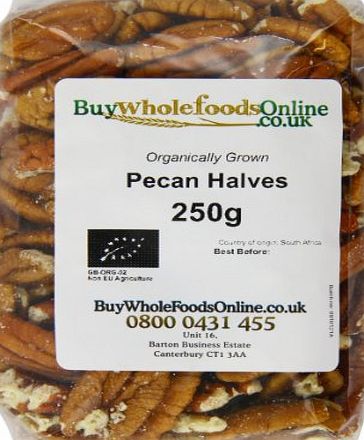 BuyWholefoodsOnline
.co.uk
Organically Grown
Pecan Halves
250g
Country of origin: South Africa
Best Before:
GB-ORG-02
Non EU Agriculture
BuyWholeFoodsOnline.co.uk
0800 0431 455
Unit 16,
Barton Business Estate
Canterbury CT1 3AA